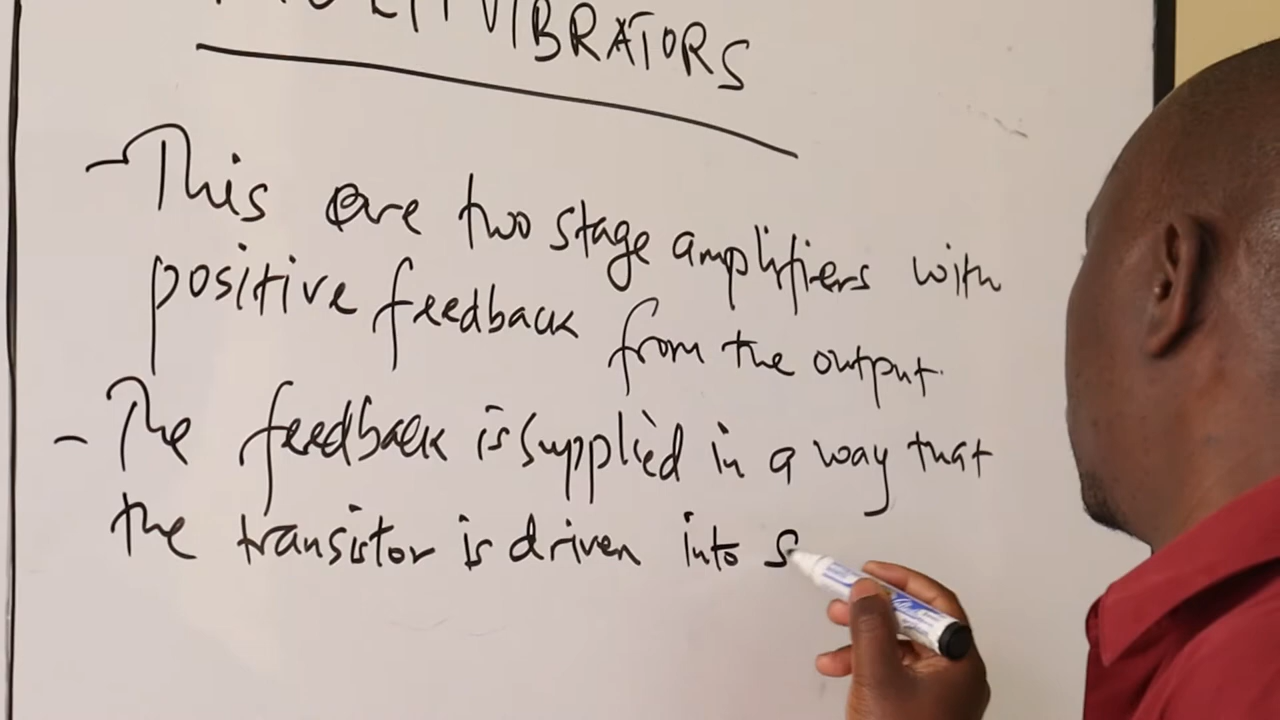 MULTIVIBRATORS
- This are two stage amplifiers with
positive feedback from the output.
- The feedback is supplied in a way that
the transistor is driven into s